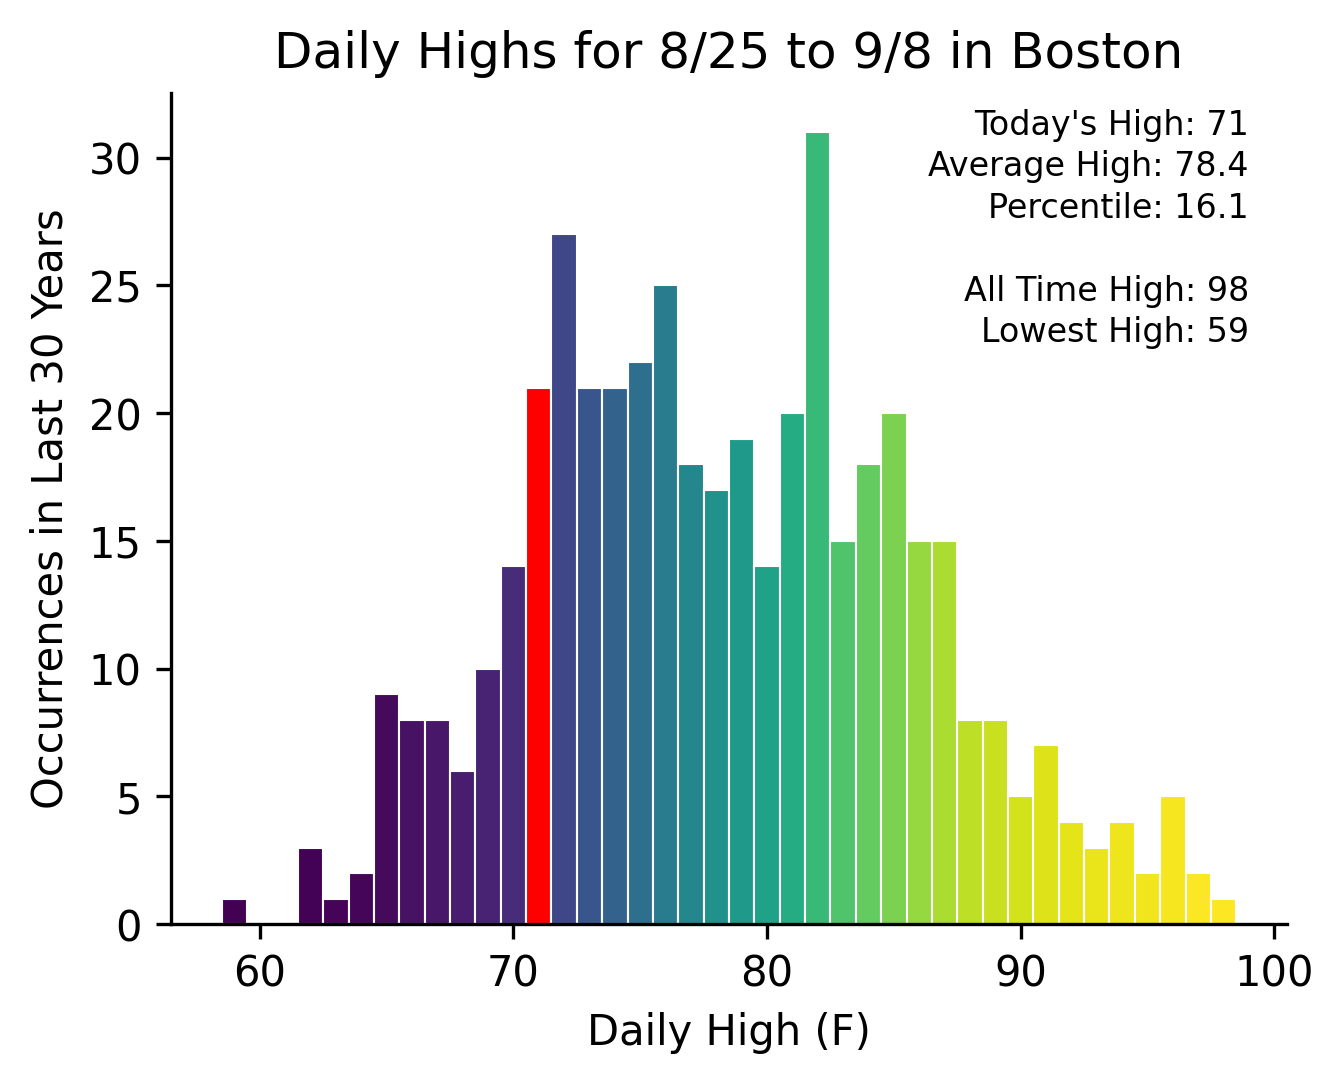 Daily Highs for 8/25 to 9/8 in Boston
Today's High: 71
Average High: 78.4
Percentile: 16.1
All Time High: 98
Lowest High: 59
Occurrences in Last 30 Years
30
25
20
15
10
5
0
60 70 80 90 100
Daily High (F)